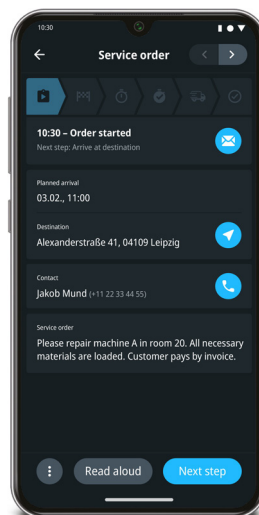 10:30
Service order
10:30 – Order started
Next step: Arrive at destination
Planned arrival
03.02., 11:00
Destination
Alexanderstraße 41, 04109 Leipzig
Contact
Jakob Mund (+11 22 33 44 55)
Service order
Please repair machine A in room 20. All necessary
materials are loaded. Customer pays by invoice.
Read aloud
Next step